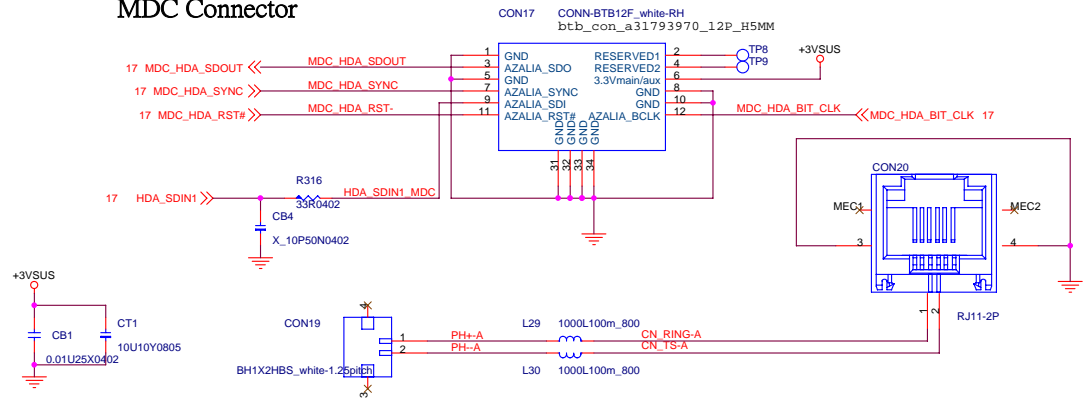 MDC Connector
CON17 CONN-BTB12F_white-RH
btb_con_a31793970_12P_H5MM
1 GND RESERVED1 2 TP8
17 MDC_HDA_SDOUT MDC_HDA_SDOUT 3 AZALIA_SDO RESERVED2 4 TP9
+3VSUS
5 GND 3.3Vmain/aux 6
17 MDC_HDA_SYNC MDC_HDA_SYNC 7 AZALIA_SYNC GND 8
9 AZALIA_SDI GND 10
17 MDC_HDA_RST# MDC_HDA_RST- 11 AZALIA_RST# AZALIA_BCLK 12 MDC_HDA_BIT_CLK MDC_HDA_BIT_CLK 17
GND GND GND GND
31 32 33 34
CON20
R316
17 HDA_SDIN1 33R0402 HDA_SDIN1_MDC
MEC1 MEC2
CB4
X_10P50N0402
3 4
+3VSUS
CB1
0.01U25X0402
CT1
10U10Y0805
CON19
4
1 PH+-A L29 1000L100m_800 CN_RING-A 1
2 PH--A CN_TS-A 2
RJ11-2P
BH1X2HBS_white-1.25pitch L30 1000L100m_800
3